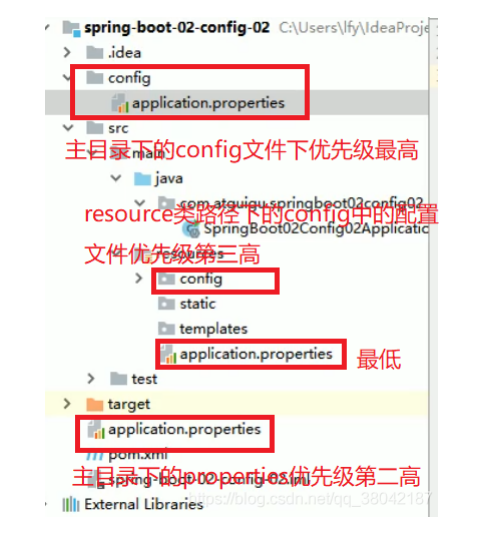 spring-boot-02-config-02 C:\Users\lfy\IdeaProje
.idea
config
application.properties
src
主目录下的config文件下优先级最高
main
java
com.atguigu.springboot02config02
resource类路径下的config中的配置
SpringBoot02Config02Applicatio
文件优先级第三高
resources
config
static
templates
application.properties
最低
test
target
application.properties
pom.xml
主目录下的properties优先级第二高
spring-boot-02-config-02.iml
https://blog.csdn.net/qq_38042187
External Libraries